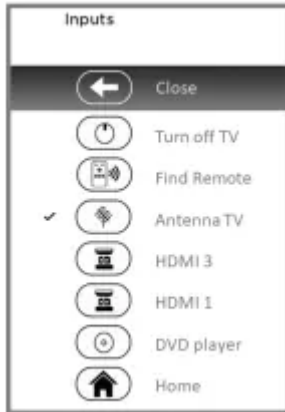 Inputs
Close
Turn off TV
Find Remote
Antenna TV
HDMI 3
HDMI 1
DVD player
Home